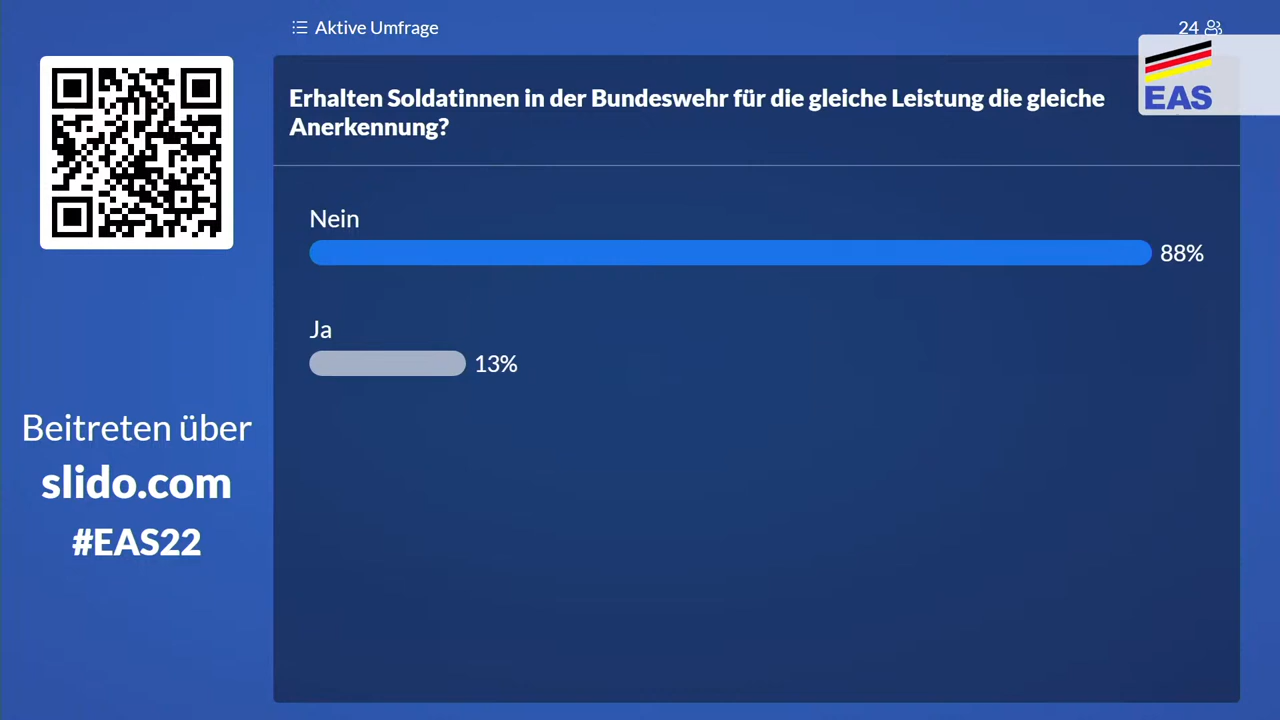 Aktive Umfrage
24
EAS
Erhalten Soldatinnen in der Bundeswehr für die gleiche Leistung die gleiche
Anerkennung?
Nein
88%
Ja
13%
Beitreten über
slido.com
#EAS22